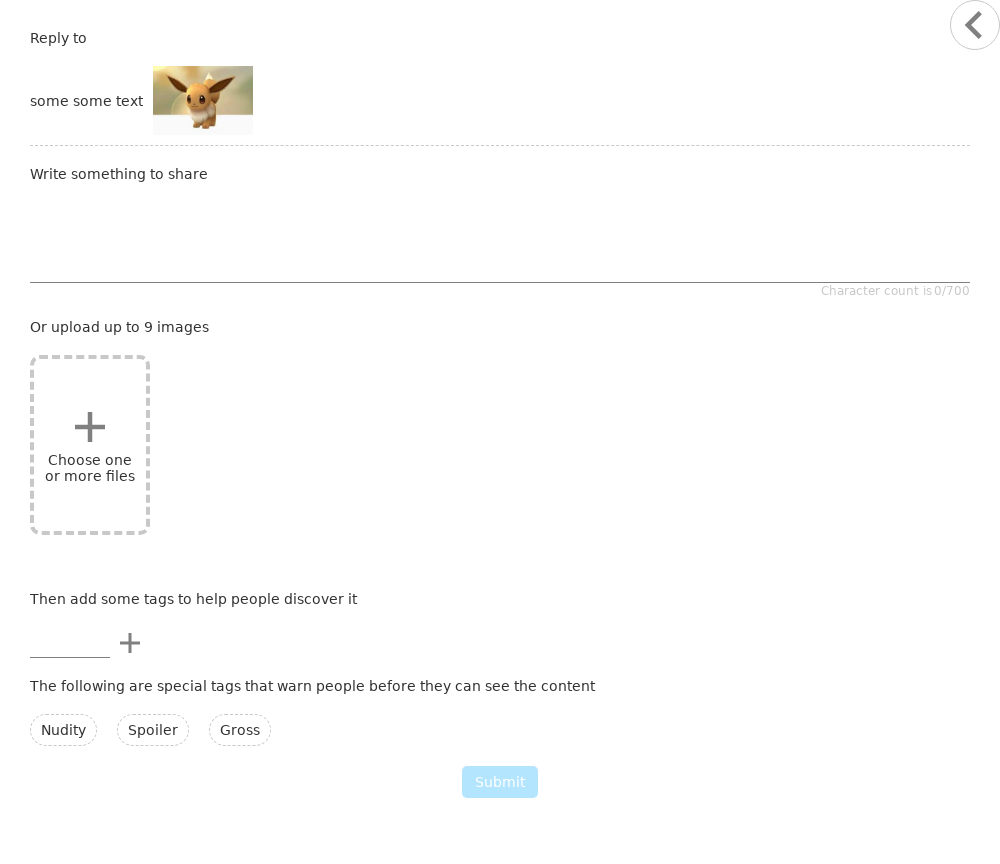 Reply to
some some text
Write something to share
Character count is 0/700
Or upload up to 9 images
Choose one
or more files
Then add some tags to help people discover it
The following are special tags that warn people before they can see the content
Nudity Spoiler Gross
Submit